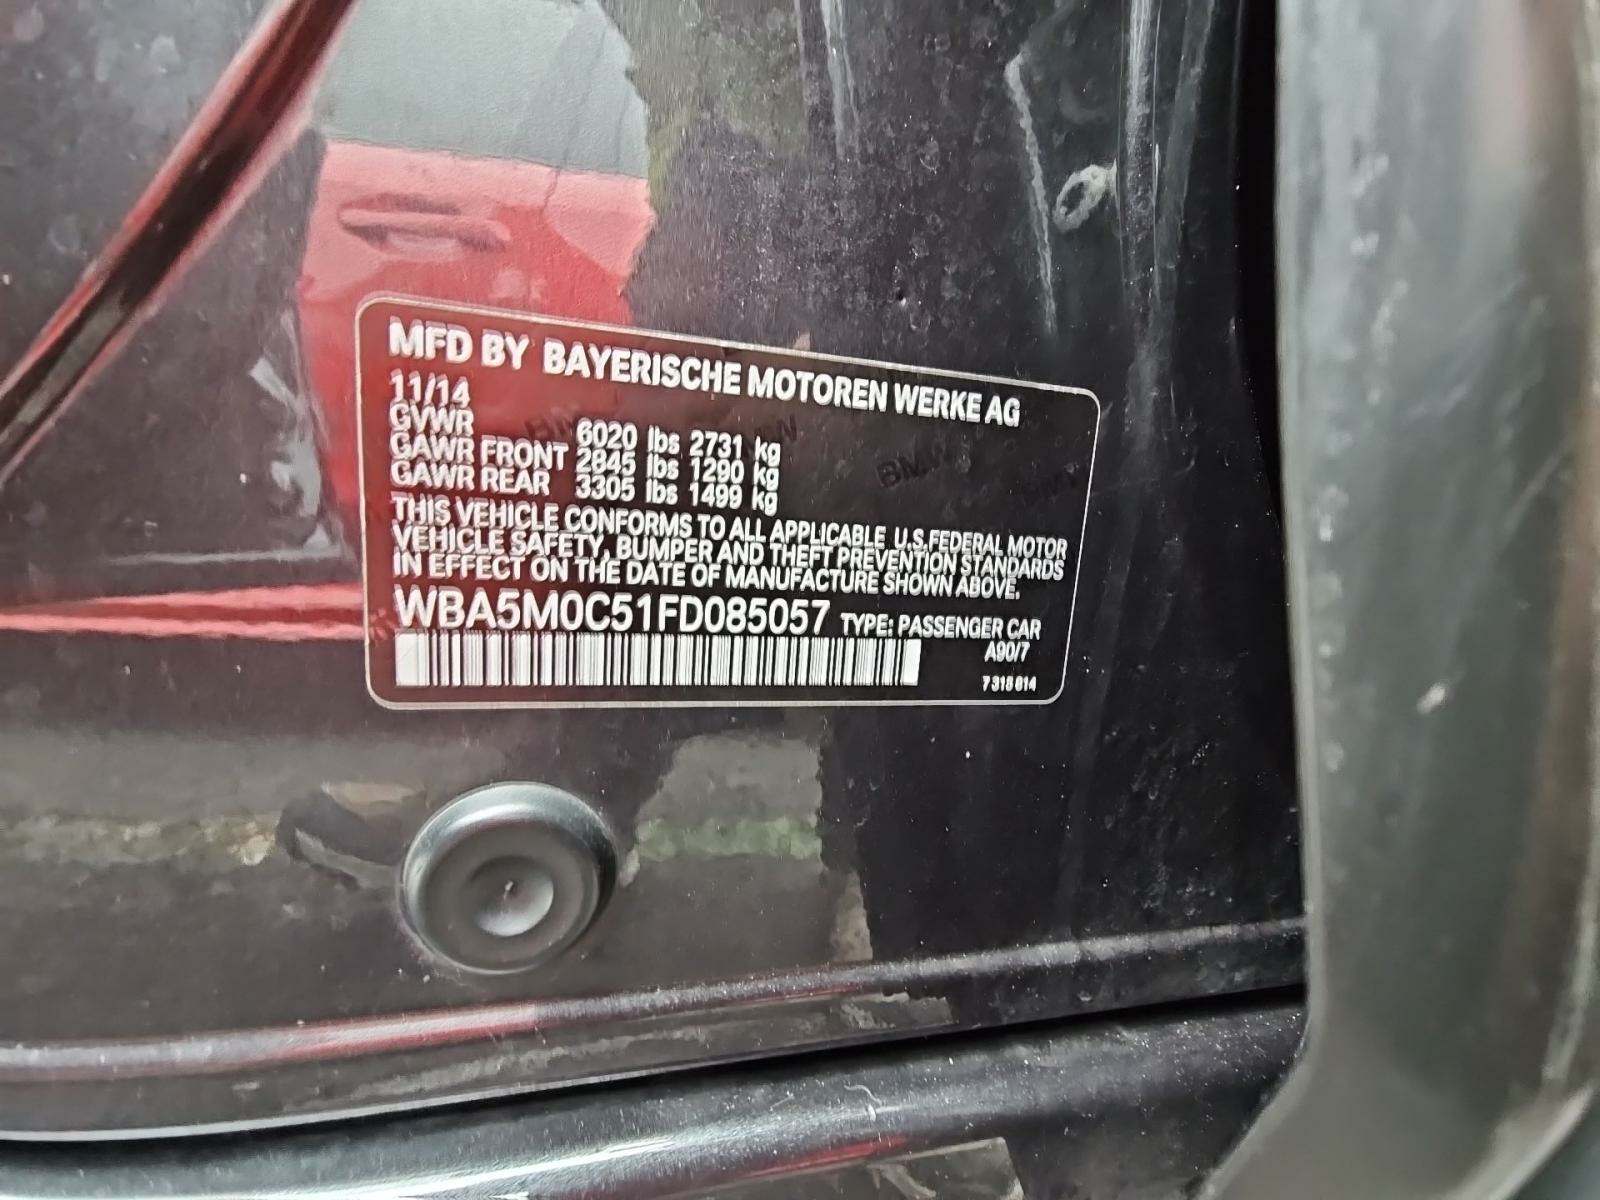 MFD BY BAYERISCHE MOTOREN WERKE AG
11/14
GVWR 6020 lbs 2731 kg
GAWR FRONT 2845 lbs 1290 kg
GAWR REAR 3305 lbs 1499 kg
THIS VEHICLE CONFORMS TO ALL APPLICABLE U.S.FEDERAL MOTOR
VEHICLE SAFETY, BUMPER AND THEFT PREVENTION STANDARDS
IN EFFECT ON THE DATE OF MANUFACTURE SHOWN ABOVE.
WBA5M0C51FD085057 TYPE: PASSENGER CAR
A90/7
7 318 614